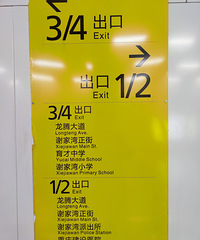 ←
3/4 出口
Exit
→
出口 1/2
Exit
3/4 出口
Exit
龙腾大道
Longteng Ave.
谢家湾正街
Xiejiawan Main St.
育才中学
Yucai Middle School
谢家湾小学
Xiejiawan Primary School
1/2 出口
Exit
龙腾大道
Longteng Ave.
谢家湾正街
Xiejiawan Main St.
谢家湾派出所
Xiejiawan Police Station